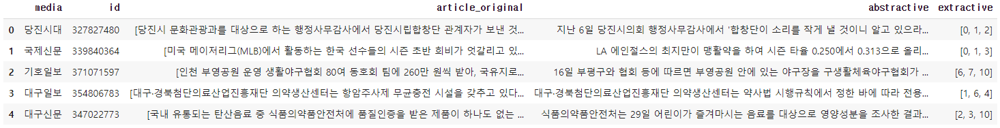 media id article_original abstractive extractive
0 당진시대 327827480 [당진시 문화관광과를 대상으로 하는 행정사무감사에서 당진시립합창단 관계자가 보낸 것... 지난 6일 당진시의회 행정사무감사에서 '합창단이 소리를 작게 낼 것이니 알고 있으라... [0, 1, 2]
1 국제신문 339840364 [미국 메이저리그(MLB)에서 활동하는 한국 선수들의 시즌 초반 희비가 엇갈리고 있... LA 에인절스의 최지만이 맹활약을 하여 시즌 타율 0.250에서 0.313으로 올리... [0, 1, 3]
2 기호일보 371071597 [인천 부영공원 운영 생활야구협회 80여 동호회 팀에 260만 원씩 받아, 국유지로... 16일 부평구와 협회 등에 따르면 부영공원 안에 있는 야구장을 구생활체육야구협회가 ... [6, 7, 10]
3 대구일보 354806783 [대구·경북첨단의료산업진흥재단 의약생산센터는 항암주사제 무균충전 시설을 갖추고 있다... 대구·경북첨단의료산업진흥재단 의약생산센터는 약사법 시행규칙에서 정한 바에 따라 전용... [1, 6, 4]
4 대구신문 347022773 [국내 유통되는 탄산음료 중 식품의약품안전처에 품질인증을 받은 제품이 하나도 없는 ... 식품의약품안전처는 29일 어린이가 즐겨마시는 음료를 대상으로 영양성분을 조사한 결과... [2, 3, 10]